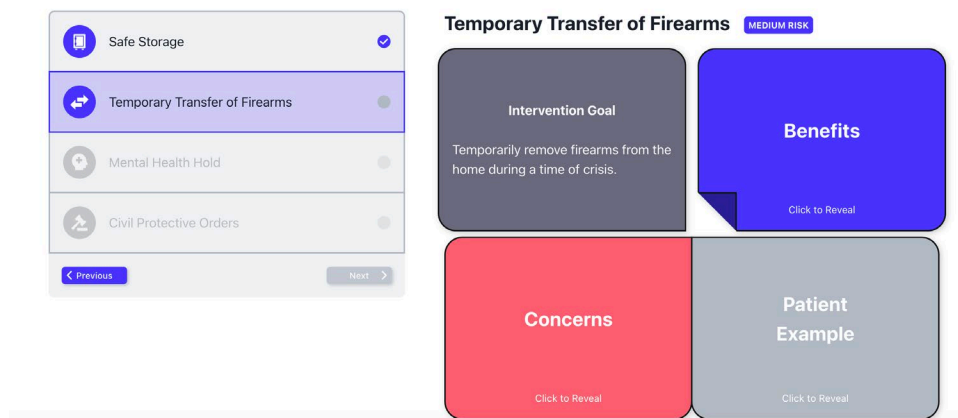 Safe Storage
Temporary Transfer of Firearms
Mental Health Hold
Civil Protective Orders
Previous
Next
Temporary Transfer of Firearms MEDIUM RISK
Intervention Goal
Temporarily remove firearms from the
home during a time of crisis.
Benefits
Click to Reveal
Concerns
Click to Reveal
Patient
Example
Click to Reveal